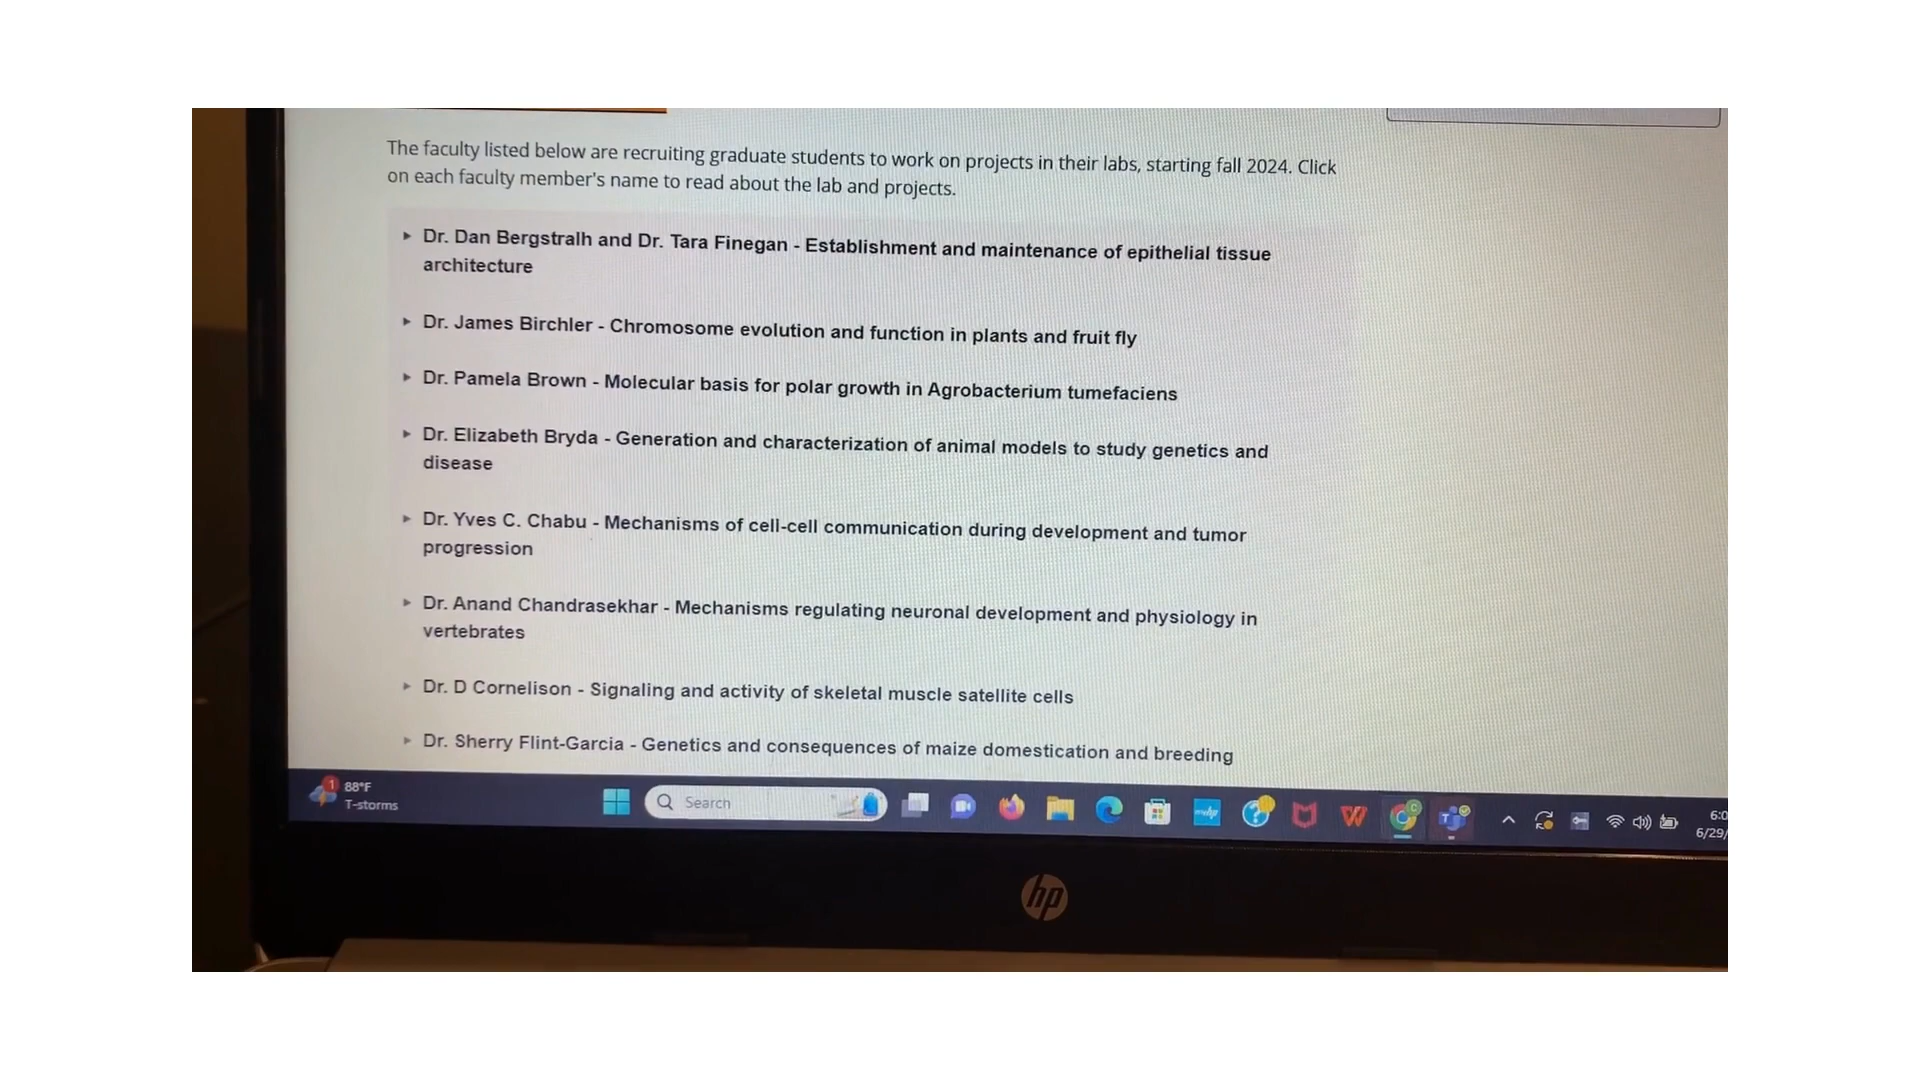 The faculty listed below are recruiting graduate students to work on projects in their labs, starting fall 2024. Click
on each faculty member's name to read about the lab and projects.
Dr. Dan Bergstralh and Dr. Tara Finegan - Establishment and maintenance of epithelial tissue
architecture
Dr. James Birchler - Chromosome evolution and function in plants and fruit fly
Dr. Pamela Brown - Molecular basis for polar growth in Agrobacterium tumefaciens
Dr. Elizabeth Bryda - Generation and characterization of animal models to study genetics and
disease
Dr. Yves C. Chabu - Mechanisms of cell-cell communication during development and tumor
progression
Dr. Anand Chandrasekhar - Mechanisms regulating neuronal development and physiology in
vertebrates
Dr. D Cornelison - Signaling and activity of skeletal muscle satellite cells
Dr. Sherry Flint-Garcia - Genetics and consequences of maize domestication and breeding
1
88°F
T-storms
Search
6:0
6/29/
hp